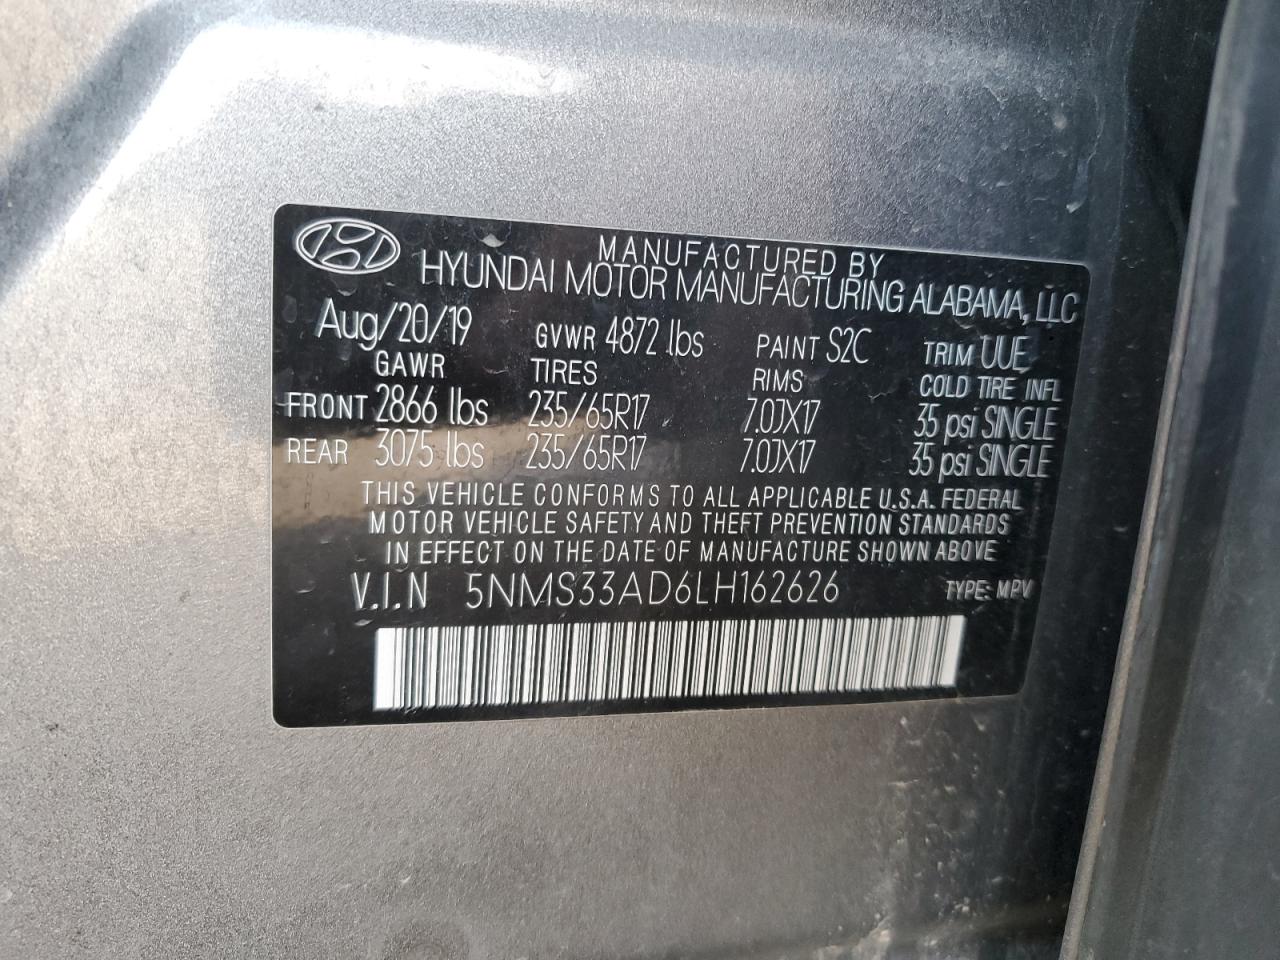 MANUFACTURED BY
HYUNDAI MOTOR MANUFACTURING ALABAMA, LLC
Aug/20/19 GVWR 4872 lbs PAINT S2C TRIM UUE
GAWR TIRES RIMS COLD TIRE INFL
FRONT 2866 lbs 235/65R17 7.0JX17 35 psi SINGLE
REAR 3075 lbs 235/65R17 7.0JX17 35 psi SINGLE
THIS VEHICLE CONFORMS TO ALL APPLICABLE U.S.A. FEDERAL
MOTOR VEHICLE SAFETY AND THEFT PREVENTION STANDARDS
IN EFFECT ON THE DATE OF MANUFACTURE SHOWN ABOVE
V.I.N 5NMS33AD6LH162626 TYPE: MPV